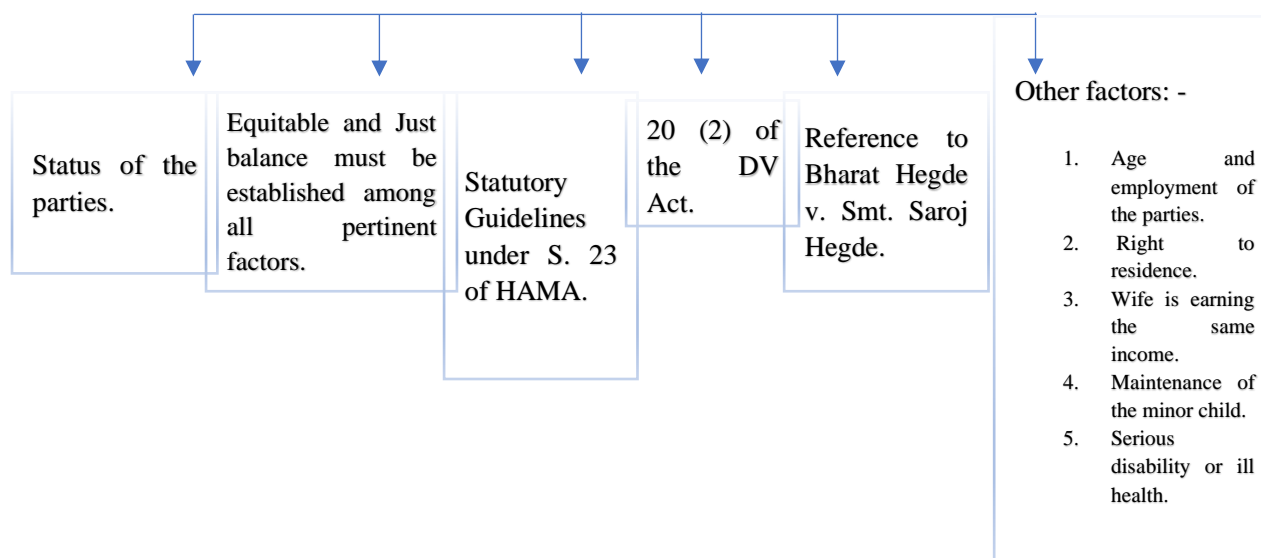 Status of the
parties.
Equitable and Just
balance must be
established among
all pertinent
factors.
Statutory
Guidelines
under S. 23
of HAMA.
20 (2) of
the DV
Act.
Reference to
Bharat Hegde
v. Smt. Saroj
Hegde.
Other factors: -
1. Age and
employment of
the parties.
2. Right to
residence.
3. Wife is earning
the same
income.
4. Maintenance of
the minor child.
5. Serious
disability or ill
health.